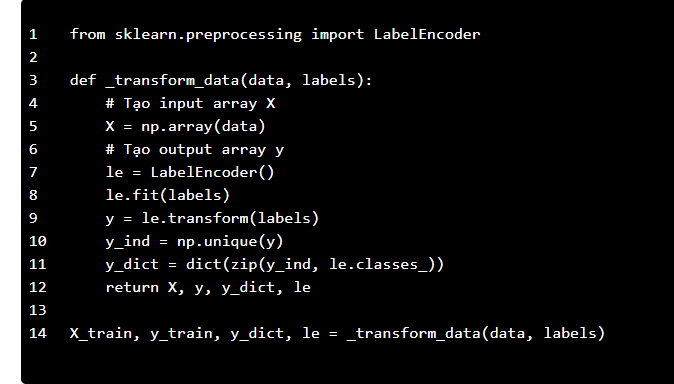 1 from sklearn.preprocessing import LabelEncoder
2
3 def _transform_data(data, labels):
4     # Tạo input array X
5     X = np.array(data)
6     # Tạo output array y
7     le = LabelEncoder()
8     le.fit(labels)
9     y = le.transform(labels)
10     y_ind = np.unique(y)
11     y_dict = dict(zip(y_ind, le.classes_))
12     return X, y, y_dict, le
13
14 X_train, y_train, y_dict, le = _transform_data(data, labels)